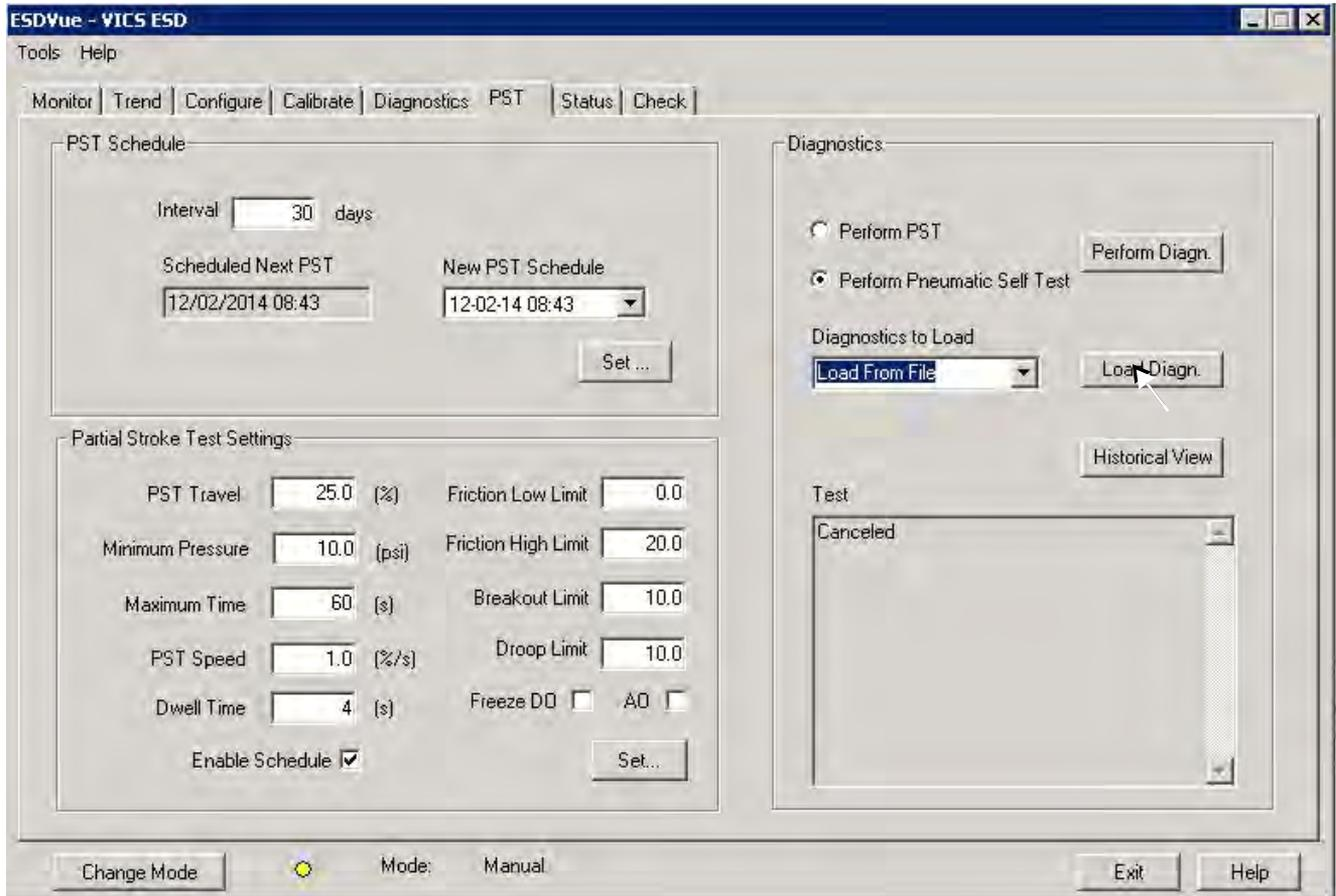 ESDVue - VICS ESD
Tools Help
Monitor Trend Configure Calibrate Diagnostics PST Status Check
PST Schedule
Interval 30 days
Scheduled Next PST
12/02/2014 08:43
New PST Schedule
12-02-14 08:43
Set ...
Partial Stroke Test Settings
PST Travel 25.0 (%)
Friction Low Limit 0.0
Minimum Pressure 10.0 (psi)
Friction High Limit 20.0
Maximum Time 60 (s)
Breakout Limit 10.0
PST Speed 1.0 (%/s)
Droop Limit 10.0
Dwell Time 4 (s)
Freeze DO AO
Enable Schedule
Set...
Diagnostics
Perform PST
Perform Pneumatic Self Test
Perform Diagn.
Diagnostics to Load
Load From File
Load Diagn.
Historical View
Test
Canceled
Change Mode
Mode: Manual
Exit
Help